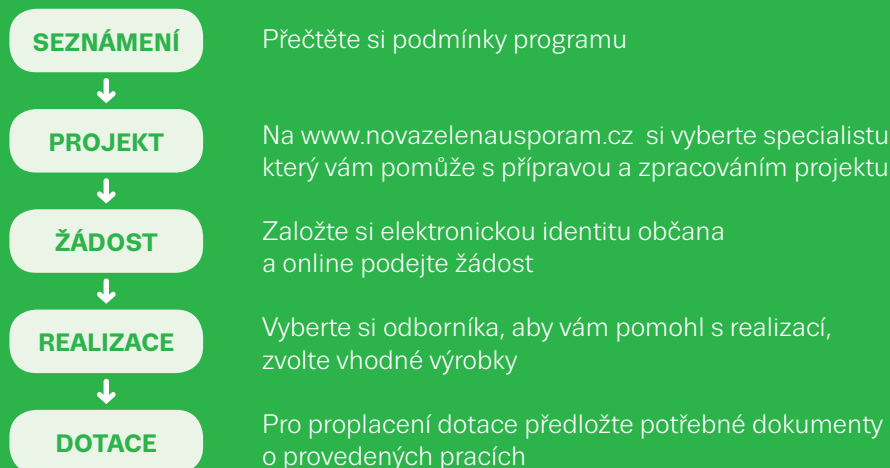 SEZNÁMENÍ
Přečtěte si podmínky programu
PROJEKT
Na www.novazelenausporam.cz si vyberte specialistu
který vám pomůže s přípravou a zpracováním projektu
ŽÁDOST
Založte si elektronickou identitu občana
a online podejte žádost
REALIZACE
Vyberte si odborníka, aby vám pomohl s realizací,
zvolte vhodné výrobky
DOTACE
Pro proplacení dotace předložte potřebné dokumenty
o provedených pracích